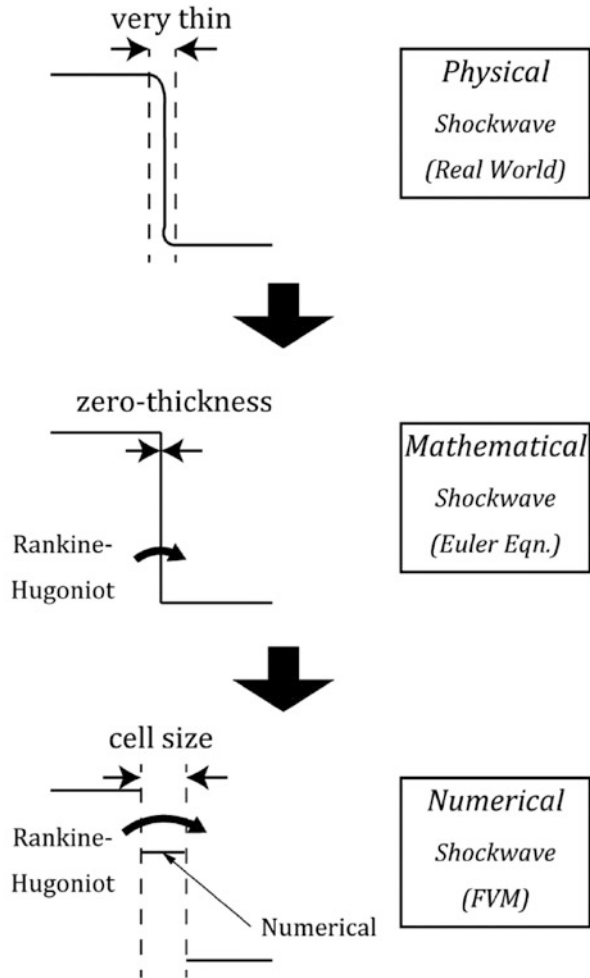 very thin
Physical
Shockwave
(Real World)
zero-thickness
Mathematical
Shockwave
(Euler Eqn.)
Rankine-
Hugoniot
cell size
Numerical
Shockwave
(FVM)
Rankine-
Hugoniot
Numerical